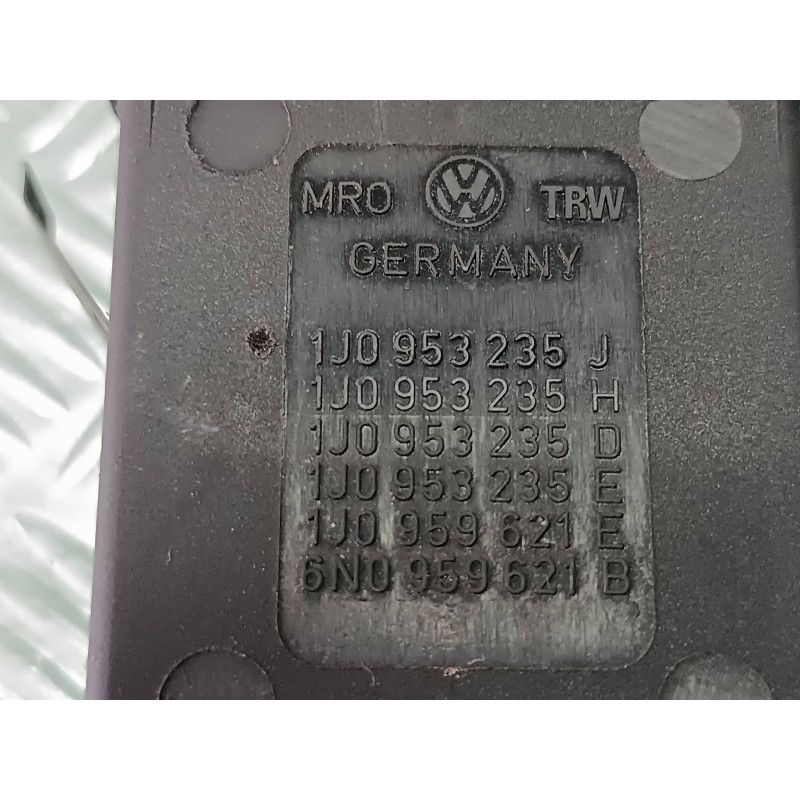 MRO VW TRW
GERMANY
1J0 953 235 J
1J0 953 235 H
1J0 953 235 D
1J0 953 235 E
1J0 959 621 E
6N0 959 621 B